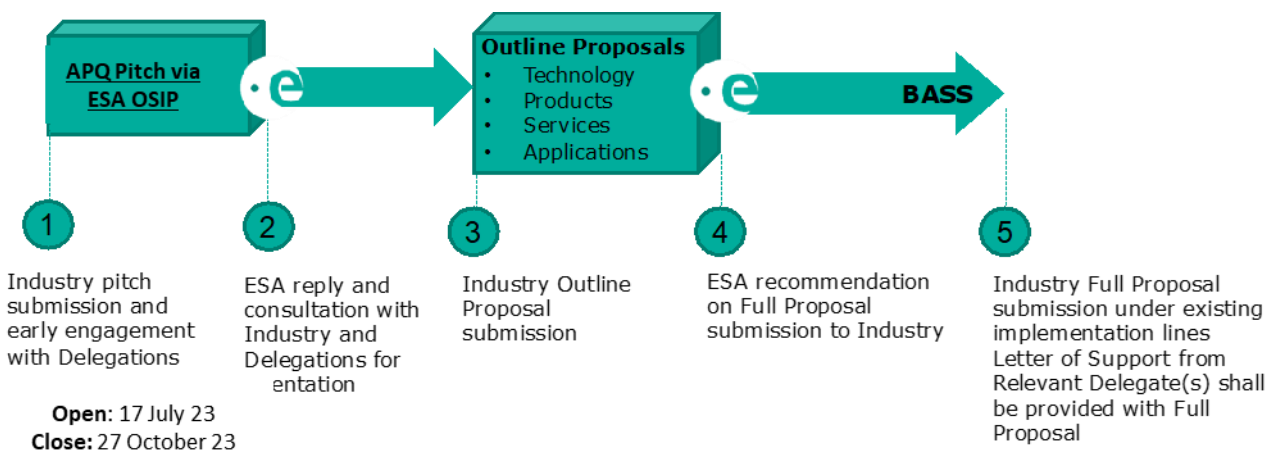 APQ Pitch via
ESA OSIP
e
Outline Proposals
• Technology
• Products
• Services
• Applications
e
BASS
1
2
3
4
5
Industry pitch
submission and
early engagement
with Delegations
Open: 17 July 23
Close: 27 October 23
ESA reply and
consultation with
Industry and
Delegations for
entation
Industry Outline
Proposal
submission
ESA recommendation
on Full Proposal
submission to Industry
Industry Full Proposal
submission under existing
implementation lines
Letter of Support from
Relevant Delegate(s) shall
be provided with Full
Proposal